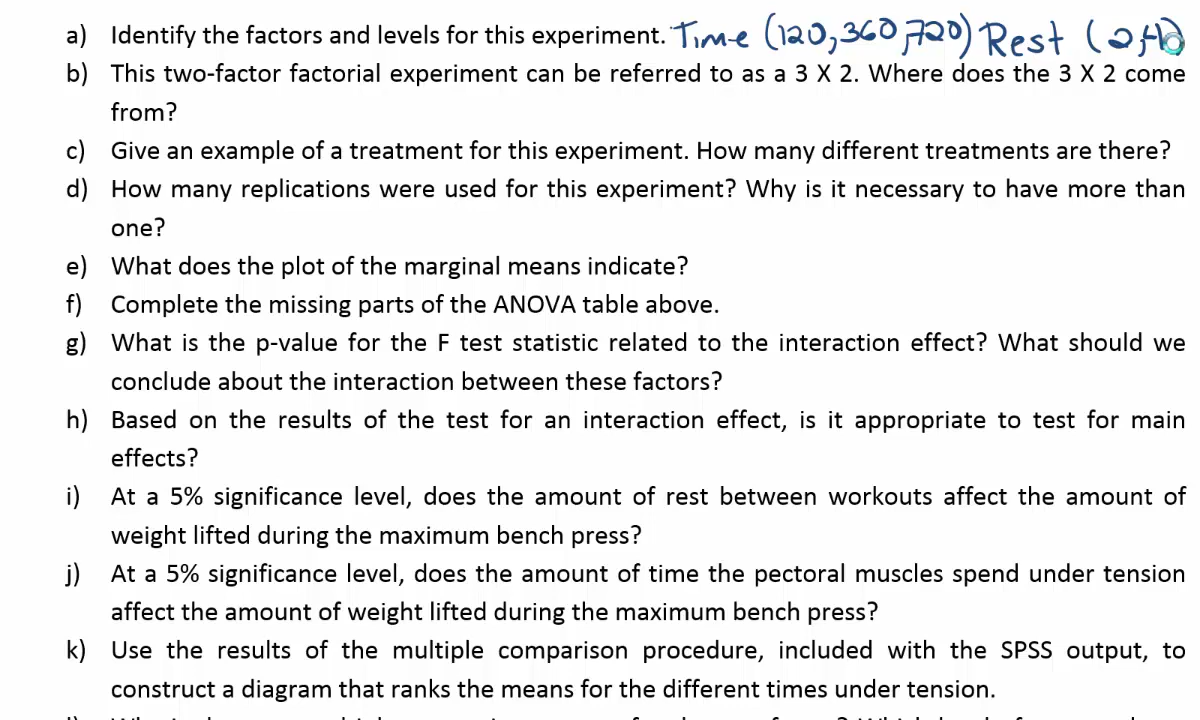 a) Identify the factors and levels for this experiment. Time (120,360,720) Rest (2,
b) This two-factor factorial experiment can be referred to as a 3 X 2. Where does the 3 X 2 come
from?
c) Give an example of a treatment for this experiment. How many different treatments are there?
d) How many replications were used for this experiment? Why is it necessary to have more than
one?
e) What does the plot of the marginal means indicate?
f) Complete the missing parts of the ANOVA table above.
g) What is the p-value for the F test statistic related to the interaction effect? What should we
conclude about the interaction between these factors?
h) Based on the results of the test for an interaction effect, is it appropriate to test for main
effects?
i) At a 5% significance level, does the amount of rest between workouts affect the amount of
weight lifted during the maximum bench press?
j) At a 5% significance level, does the amount of time the pectoral muscles spend under tension
affect the amount of weight lifted during the maximum bench press?
k) Use the results of the multiple comparison procedure, included with the SPSS output, to
construct a diagram that ranks the means for the different times under tension.